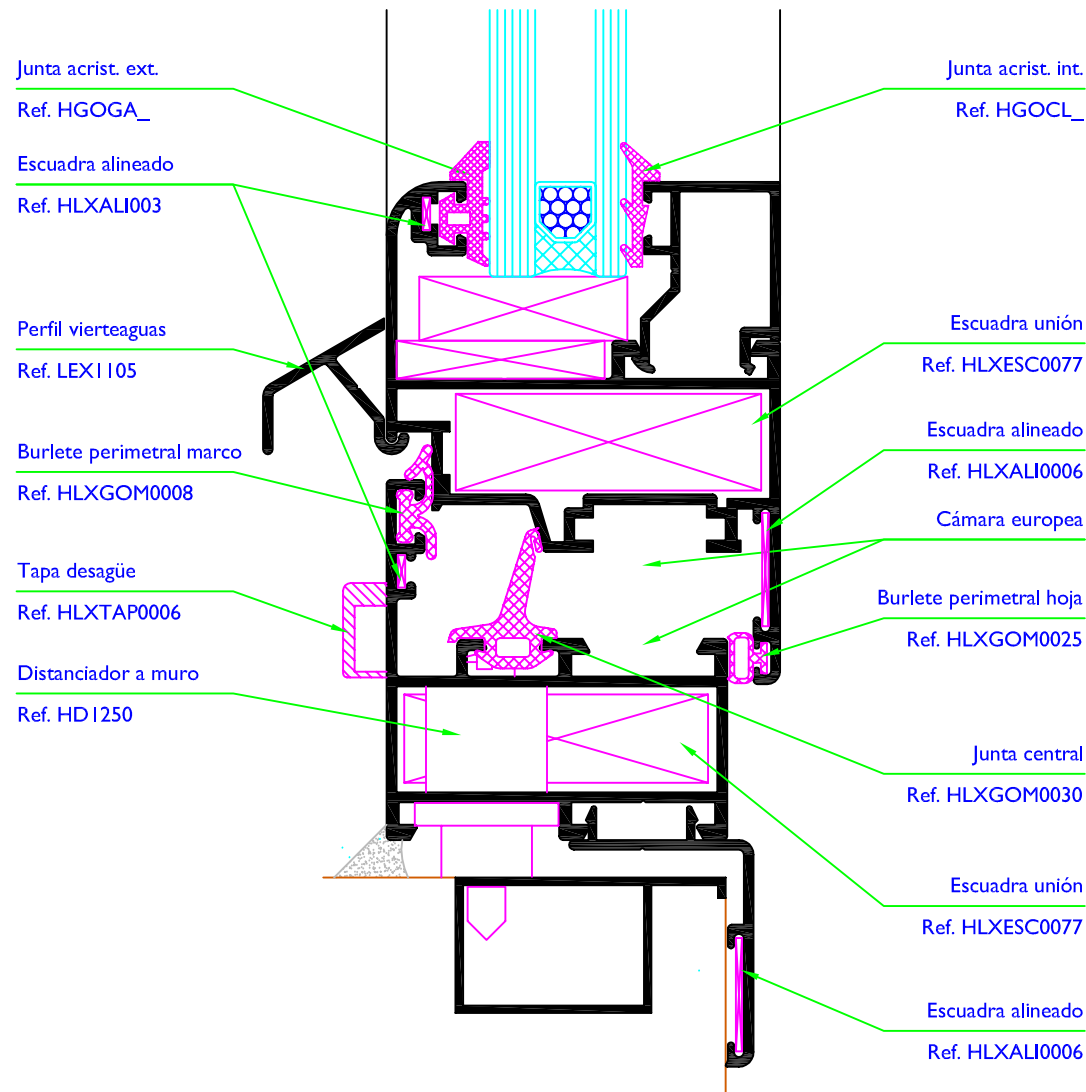 Junta acrist. ext.
Ref. HGOGA_
Escuadra alineado
Ref. HLXALI003
Perfil vierteaguas
Ref. LEX1105
Burlete perimetral marco
Ref. HLXGOM0008
Tapa desagüe
Ref. HLXTAP0006
Distanciador a muro
Ref. HD1250
Junta acrist. int.
Ref. HGOCL_
Escuadra unión
Ref. HLXESC0077
Escuadra alineado
Ref. HLXALI0006
Cámara europea
Burlete perimetral hoja
Ref. HLXGOM0025
Junta central
Ref. HLXGOM0030
Escuadra unión
Ref. HLXESC0077
Escuadra alineado
Ref. HLXALI0006